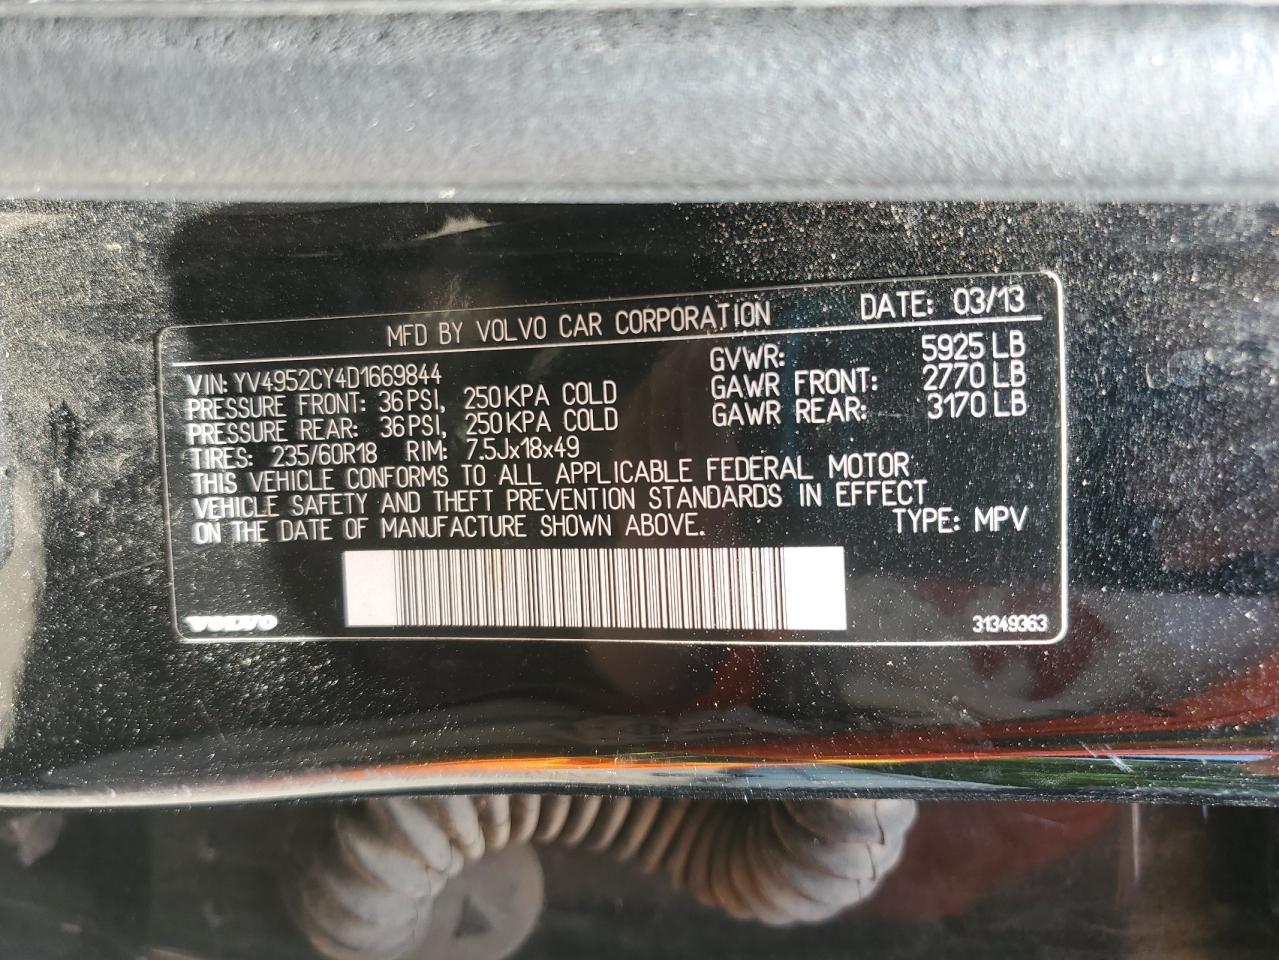 MFD BY VOLVO CAR CORPORATION DATE: 03/13
VIN: YV4952CY4D1669844 GVWR: 5925 LB
PRESSURE FRONT: 36 PSI, 250 KPA COLD GAWR FRONT: 2770 LB
PRESSURE REAR: 36 PSI, 250 KPA COLD GAWR REAR: 3170 LB
TIRES: 235/60R18 RIM: 7.5Jx18x49
THIS VEHICLE CONFORMS TO ALL APPLICABLE FEDERAL MOTOR
VEHICLE SAFETY AND THEFT PREVENTION STANDARDS IN EFFECT
ON THE DATE OF MANUFACTURE SHOWN ABOVE. TYPE: MPV
VOLVO 31349363